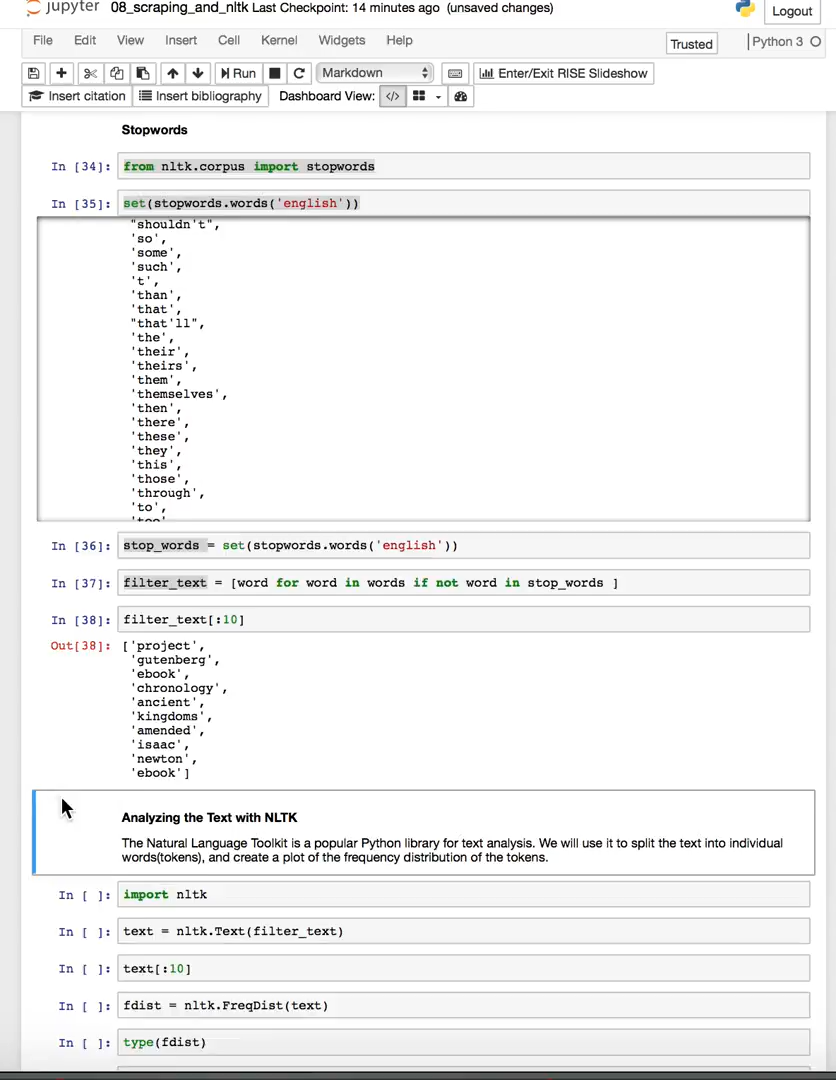 jupyter 08_scraping_and_nltk Last Checkpoint: 14 minutes ago (unsaved changes)
Logout
File Edit View Insert Cell Kernel Widgets Help
Trusted
Python 3
Run
Markdown
Enter/Exit RISE Slideshow
Insert citation
Insert bibliography
Dashboard View:
</>
Stopwords
In [34]: from nltk.corpus import stopwords
In [35]: set(stopwords.words('english'))
"shouldn't",
'so',
'some',
'such',
't',
'than',
'that',
"that'll",
'the',
'their',
'theirs',
'them',
'themselves',
'then',
'there',
'these',
'they',
'this',
'those',
'through',
'to',
'too'
In [36]: stop_words = set(stopwords.words('english'))
In [37]: filter_text = [word for word in words if not word in stop_words ]
In [38]: filter_text[:10]
Out[38]: ['project',
'gutenberg',
'ebook',
'chronology',
'ancient',
'kingdoms',
'amended',
'isaac',
'newton',
'ebook']
Analyzing the Text with NLTK
The Natural Language Toolkit is a popular Python library for text analysis. We will use it to split the text into individual
words(tokens), and create a plot of the frequency distribution of the tokens.
In [ ]: import nltk
In [ ]: text = nltk.Text(filter_text)
In [ ]: text[:10]
In [ ]: fdist = nltk.FreqDist(text)
In [ ]: type(fdist)